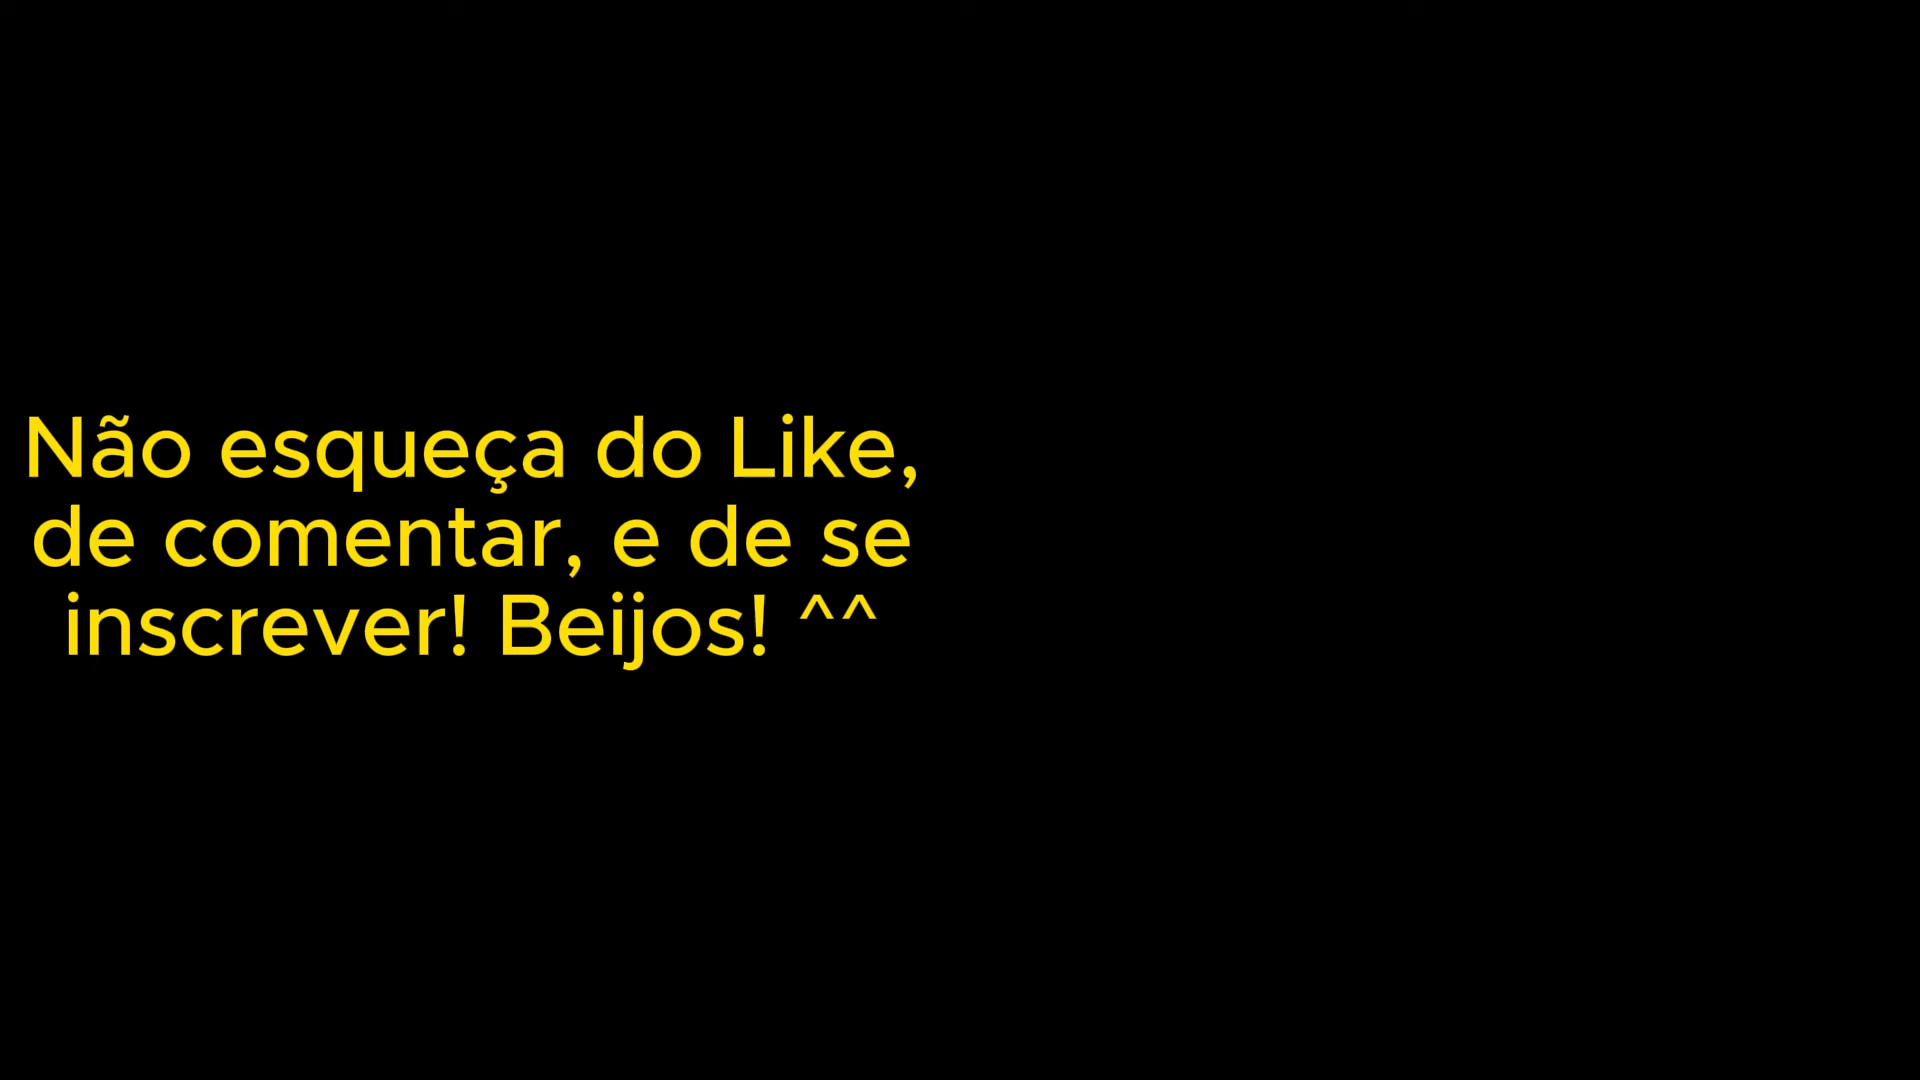 Não esqueça do Like,
de comentar, e de se
inscrever! Beijos! ^^